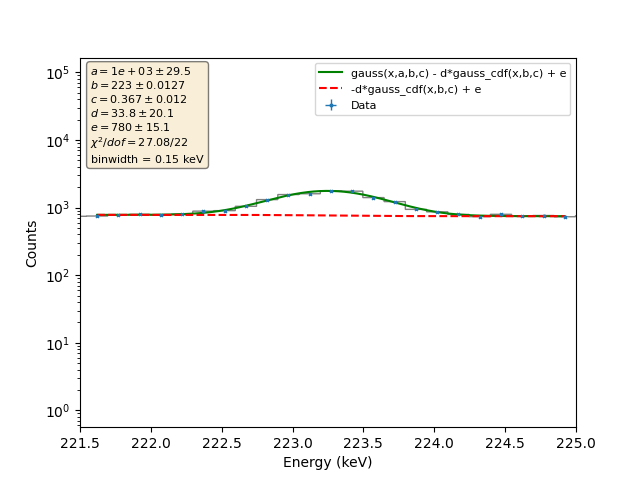 a = 1e + 03 ± 29.5
b = 223 ± 0.0127
c = 0.367 ± 0.012
d = 33.8 ± 20.1
e = 780 ± 15.1
χ²/dof = 27.08/22
binwidth = 0.15 keV
gauss(x,a,b,c) - d*gauss_cdf(x,b,c) + e
-d*gauss_cdf(x,b,c) + e
Data
10⁵
10⁴
10³
10²
10¹
10⁰
Counts
221.5 222.0 222.5 223.0 223.5 224.0 224.5 225.0
Energy (keV)